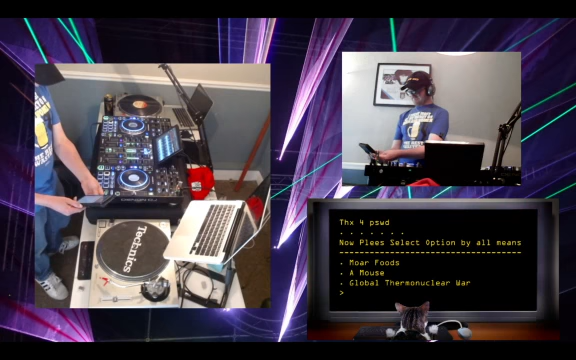 Technics
Thx 4 pswd
. . . . . . .
Now Plees Select Option by all means
------------------------------------
. Moar Foods
. A Mouse
. Global Thermonuclear War
>